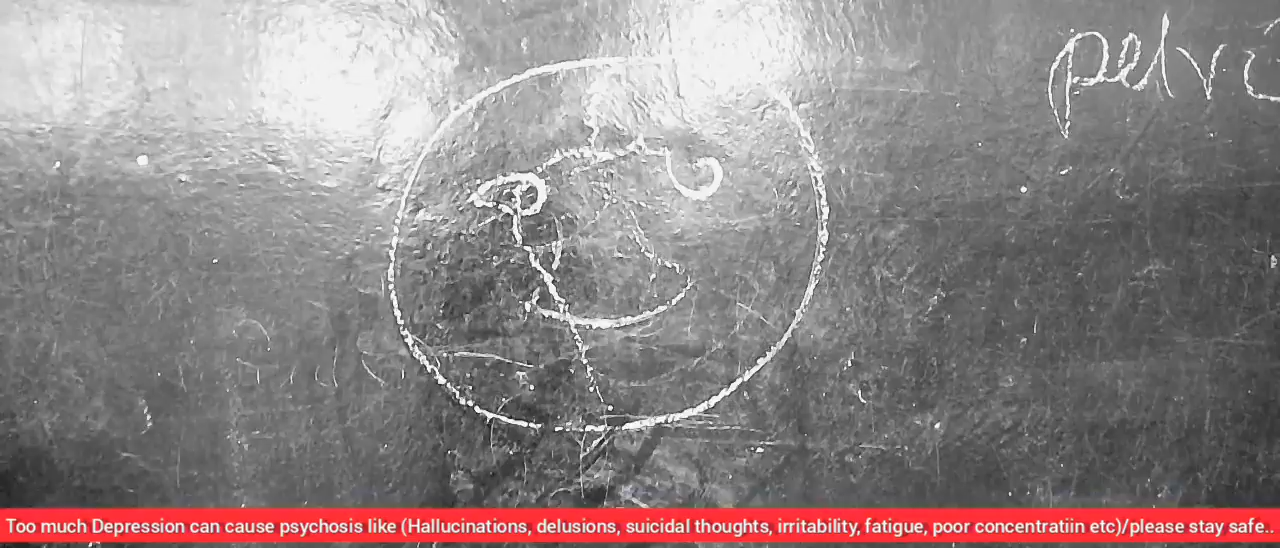 pelvi
Too much Depression can cause psychosis like (Hallucinations, delusions, suicidal thoughts, irritability, fatigue, poor concentratiin etc)/please stay safe..